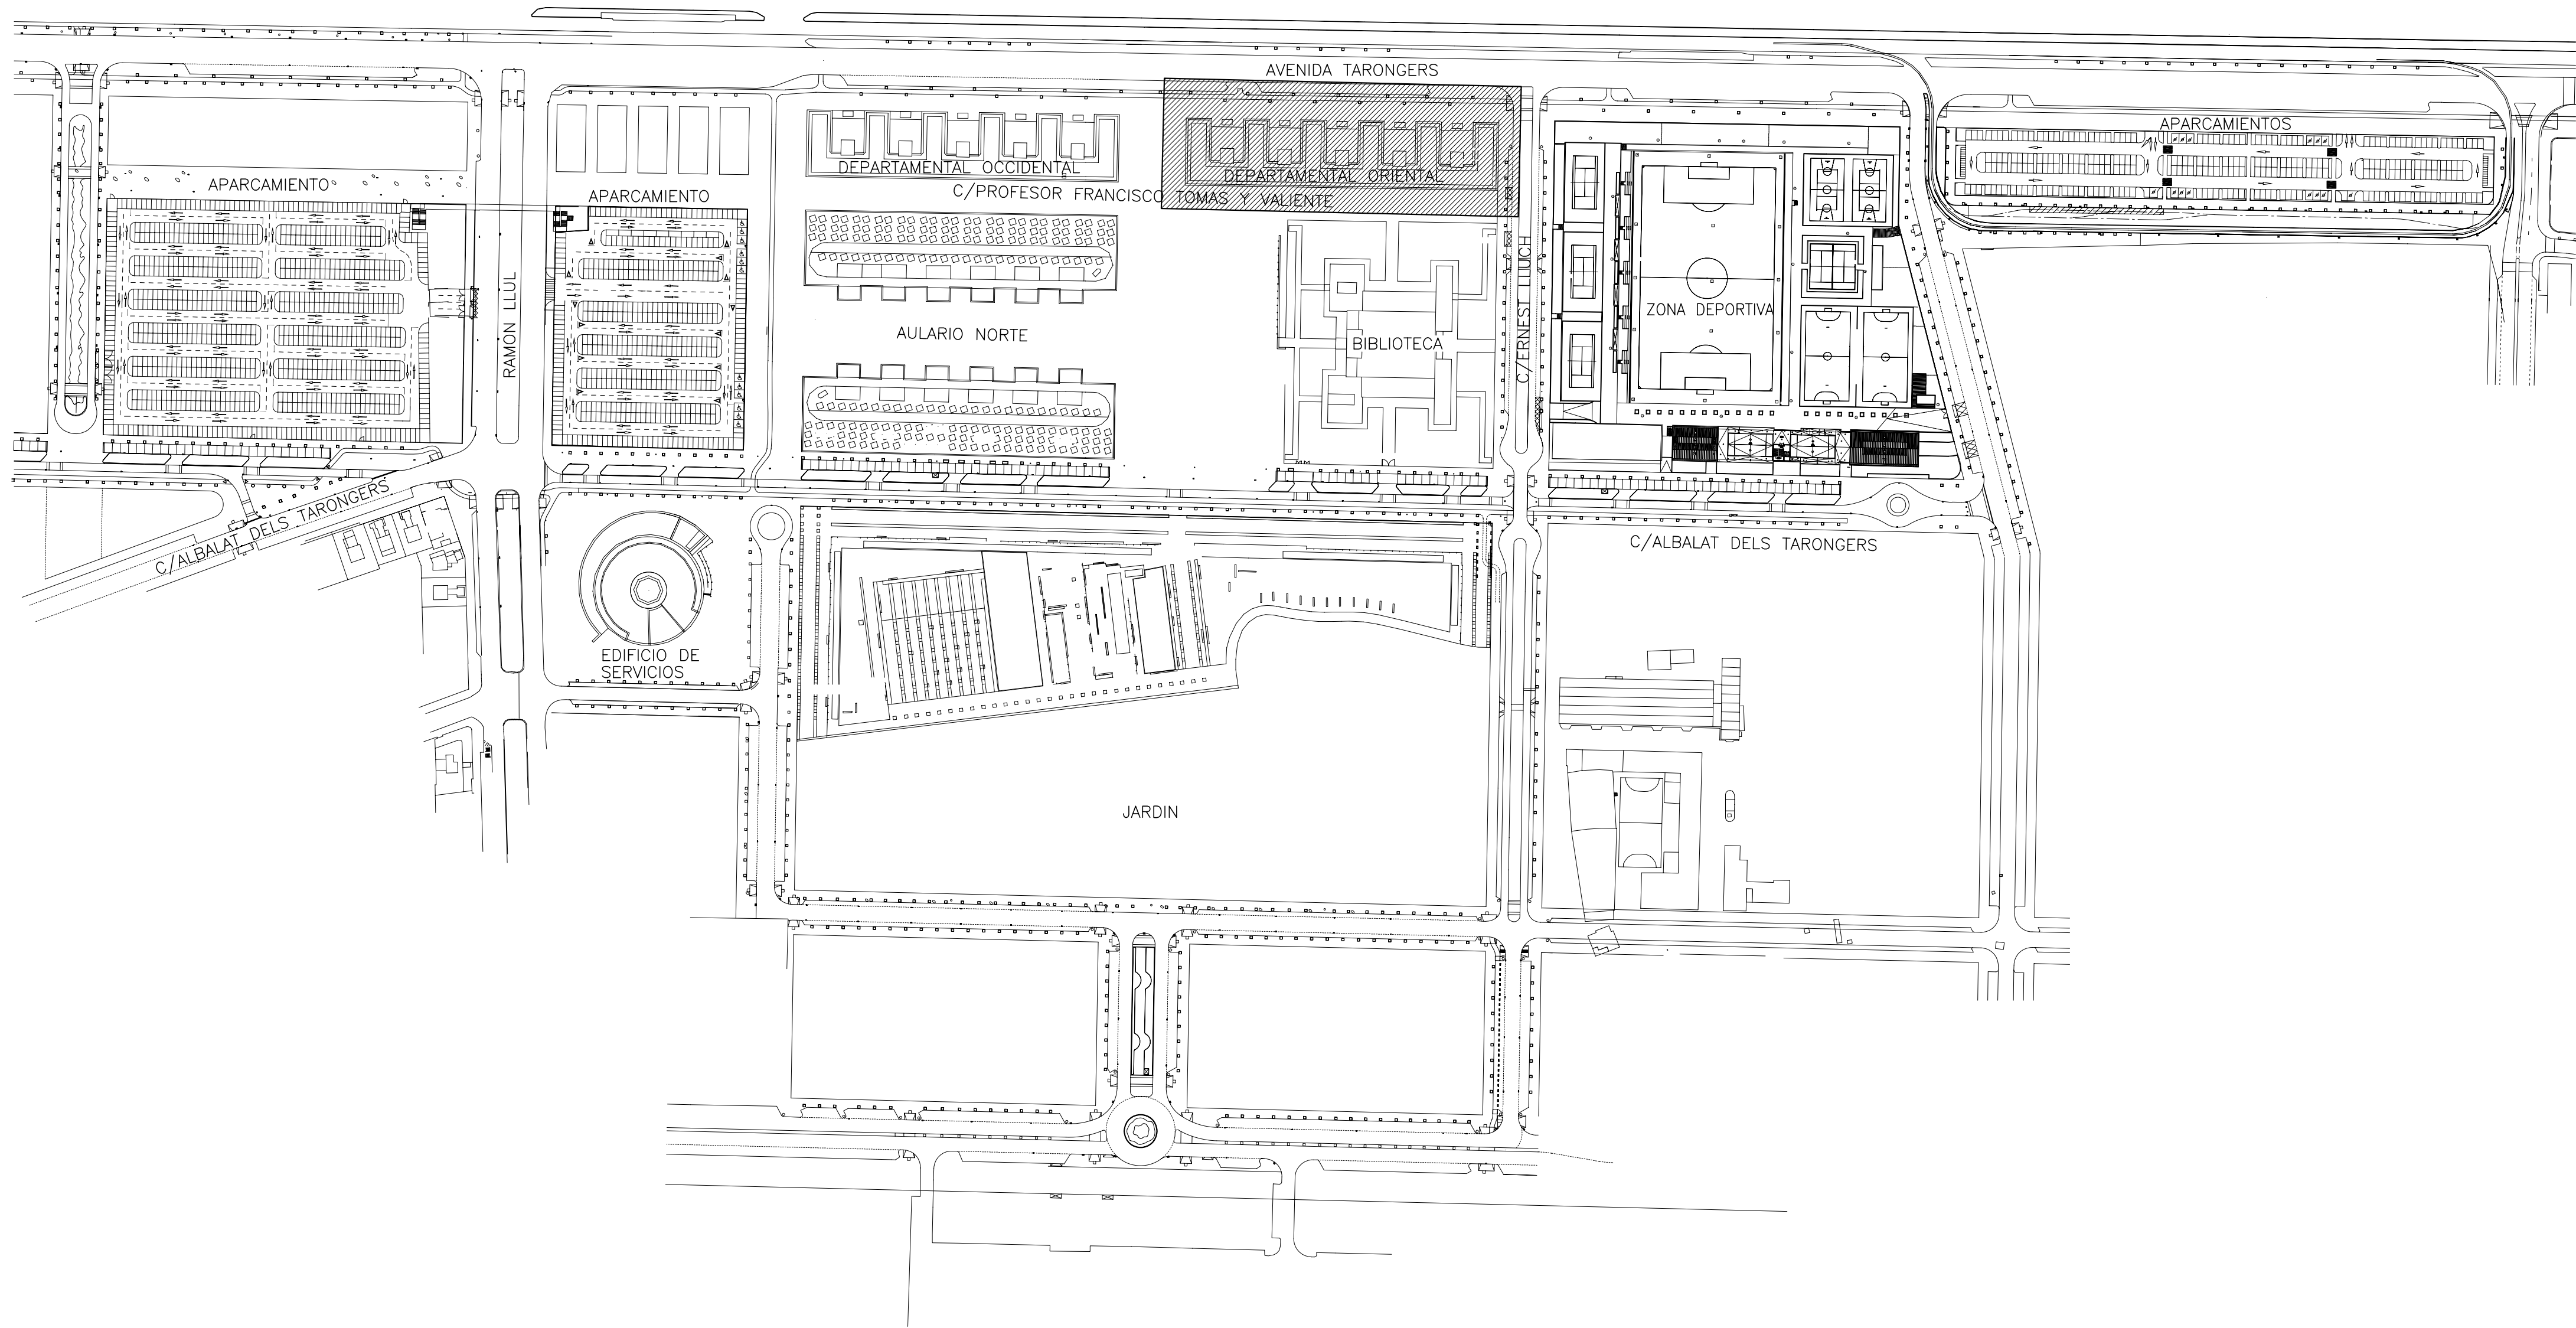 AVENIDA TARONGERS
APARCAMIENTOS
DEPARTAMENTAL OCCIDENTAL
DEPARTAMENTAL ORIENTAL
APARCAMIENTO
APARCAMIENTO
C/PROFESOR FRANCISCO TOMAS Y VALIENTE
RAMON LLUL
C/ERNEST LLUCH
ZONA DEPORTIVA
AULARIO NORTE
BIBLIOTECA
C/ALBALAT DELS TARONGERS
C/ALBALAT DELS TARONGERS
EDIFICIO DE
SERVICIOS
JARDIN